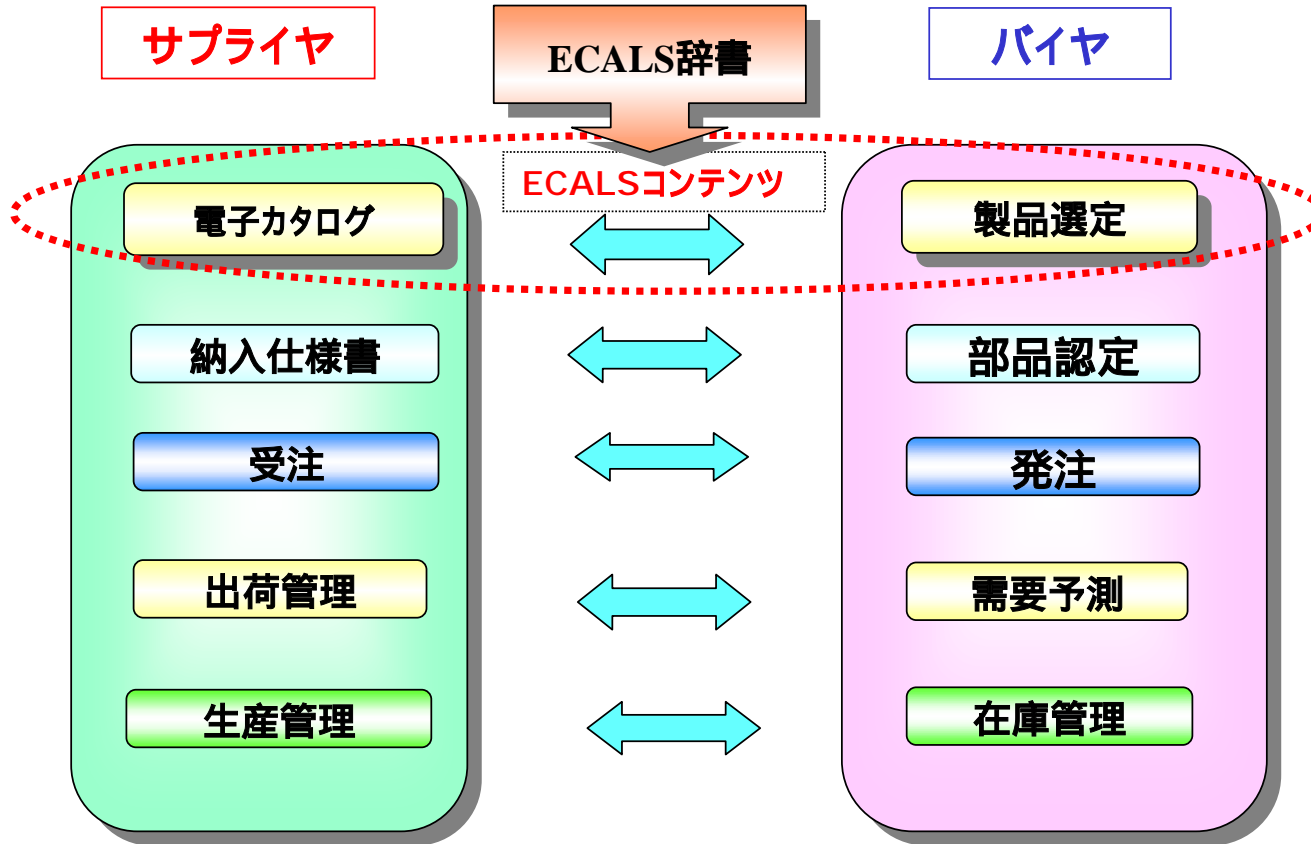 サプライヤ
ECALS辞書
バイヤ
ECALSコンテンツ
電子カタログ
製品選定
納入仕様書
部品認定
受注
発注
出荷管理
需要予測
生産管理
在庫管理